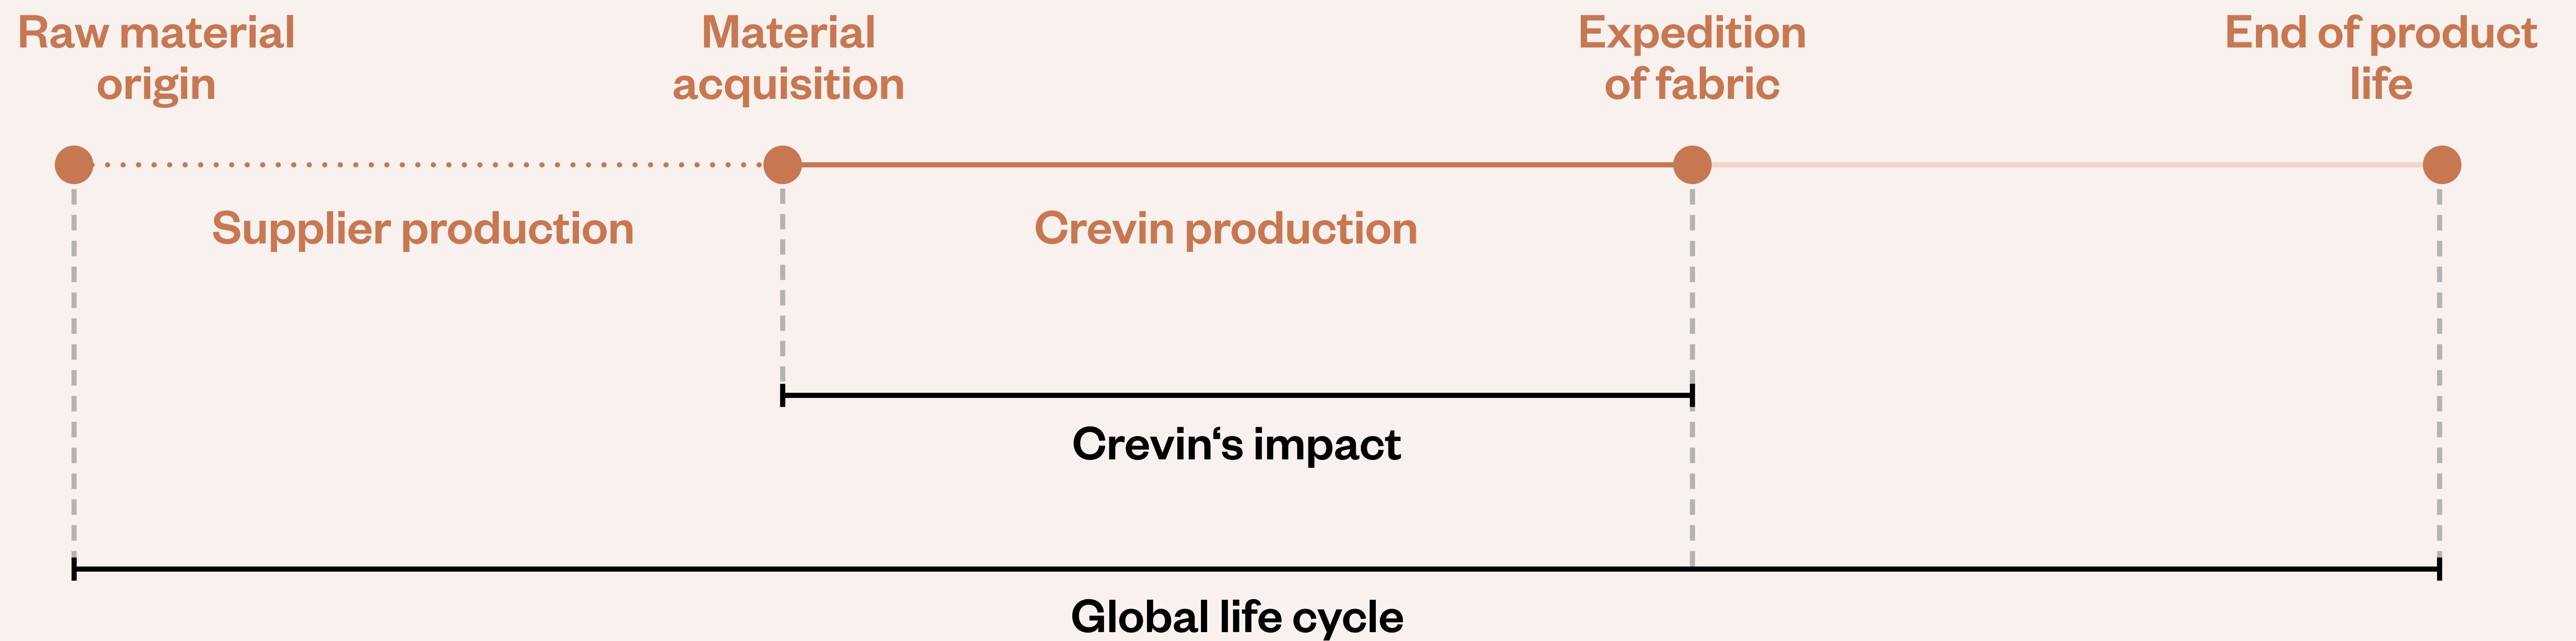 Raw material
origin
Material
acquisition
Expedition
of fabric
End of product
life
Supplier production
Crevin production
Crevin‘s impact
Global life cycle